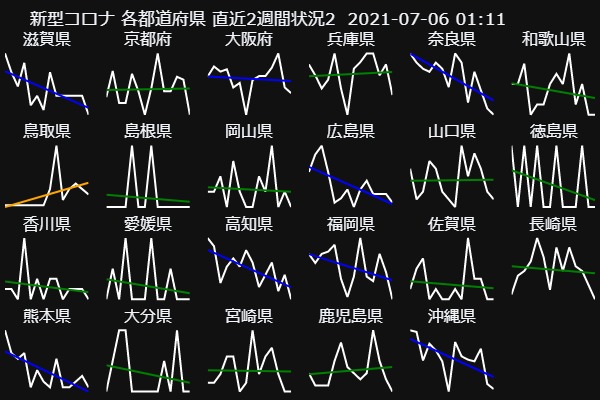 新型コロナ 各都道府県 直近2週間状況2 2021-07-06 01:11
滋賀県 京都府 大阪府 兵庫県 奈良県 和歌山県
鳥取県 島根県 岡山県 広島県 山口県 徳島県
香川県 愛媛県 高知県 福岡県 佐賀県 長崎県
熊本県 大分県 宮崎県 鹿児島県 沖縄県